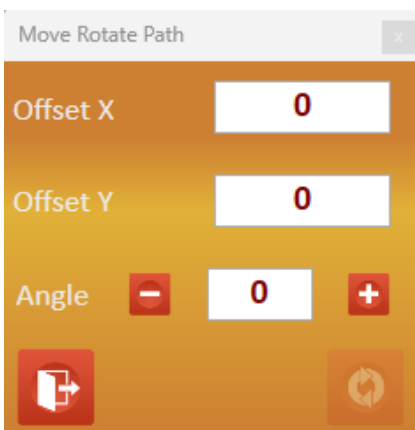 Move Rotate Path x
Offset X 0
Offset Y 0
Angle - 0 +